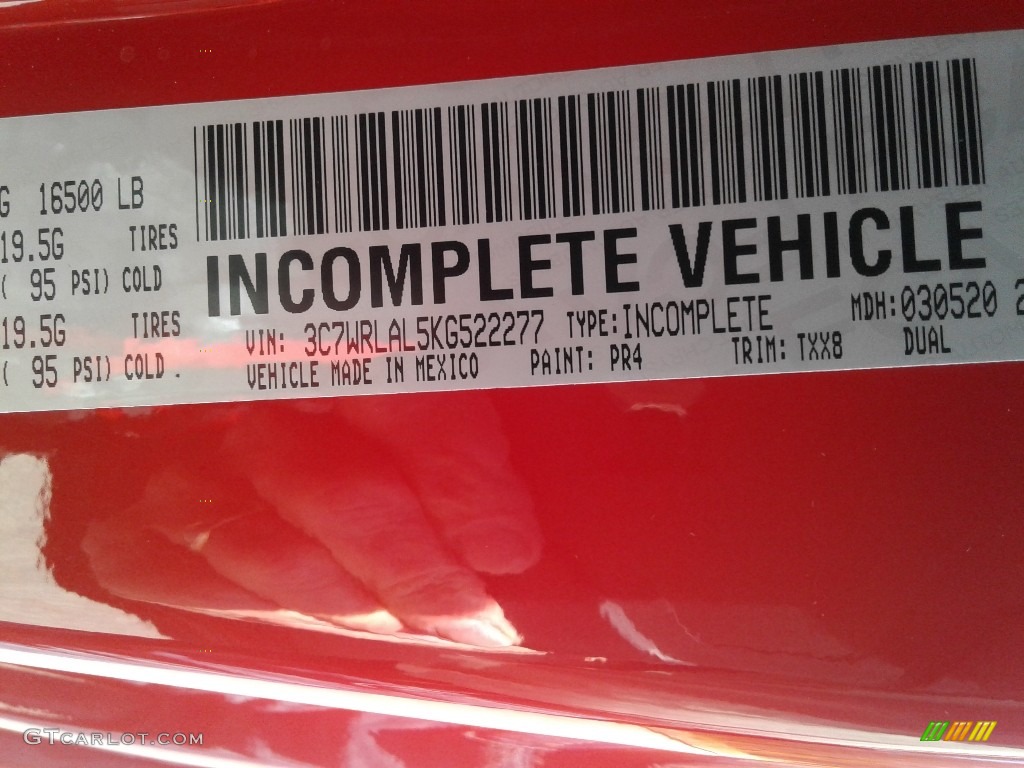 G 16500 LB
19.5G TIRES
( 95 PSI) COLD
19.5G TIRES
( 95 PSI) COLD .
INCOMPLETE VEHICLE
VIN: 3C7WRLAL5KG522277 TYPE:INCOMPLETE MDH:030520 2
VEHICLE MADE IN MEXICO PAINT: PR4 TRIM: TXX8 DUAL
GTCARLOT.COM